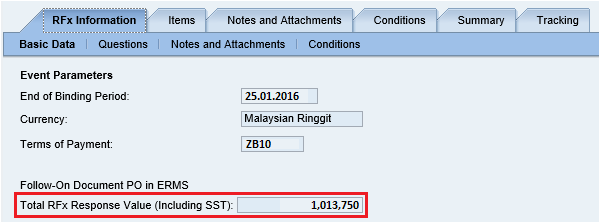 RFx Information Items Notes and Attachments Conditions Summary Tracking
Basic Data Questions Notes and Attachments Conditions
Event Parameters
End of Binding Period: 25.01.2016
Currency: Malaysian Ringgit
Terms of Payment: ZB10
Follow-On Document PO in ERMS
Total RFx Response Value (Including SST): 1,013,750